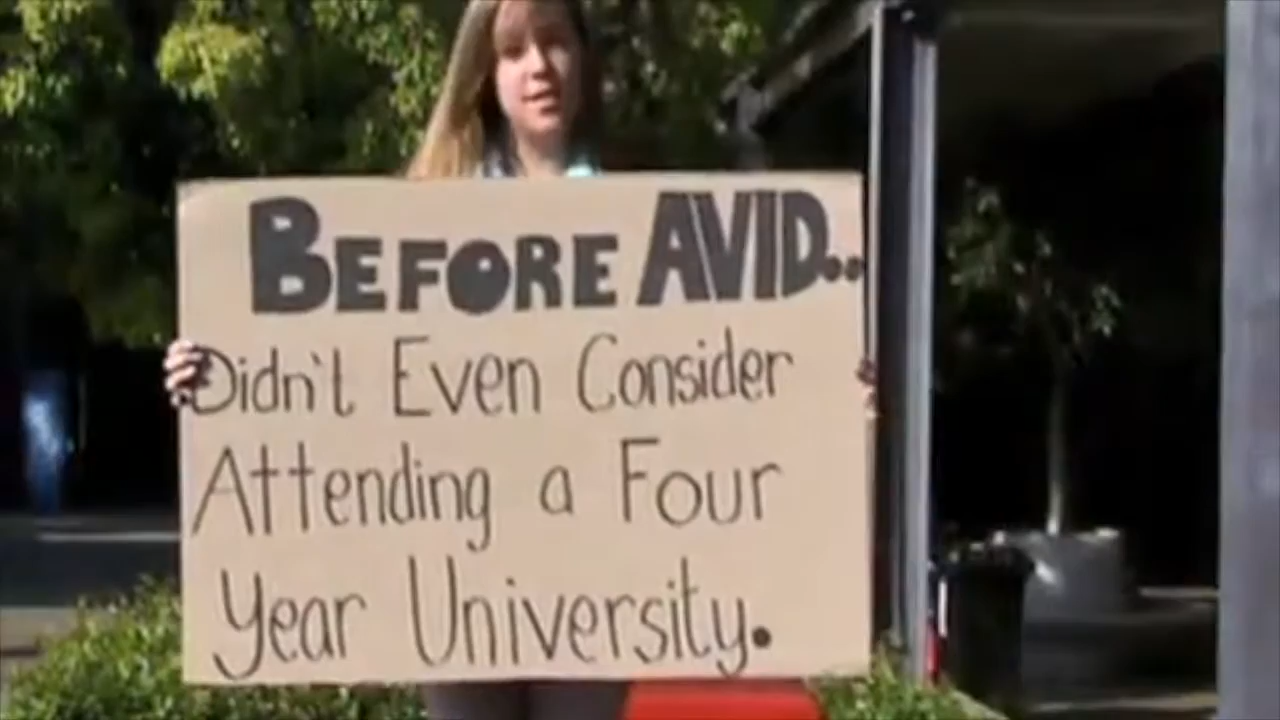 BEFORE AVID..
Didn't Even Consider
Attending a Four
Year University.